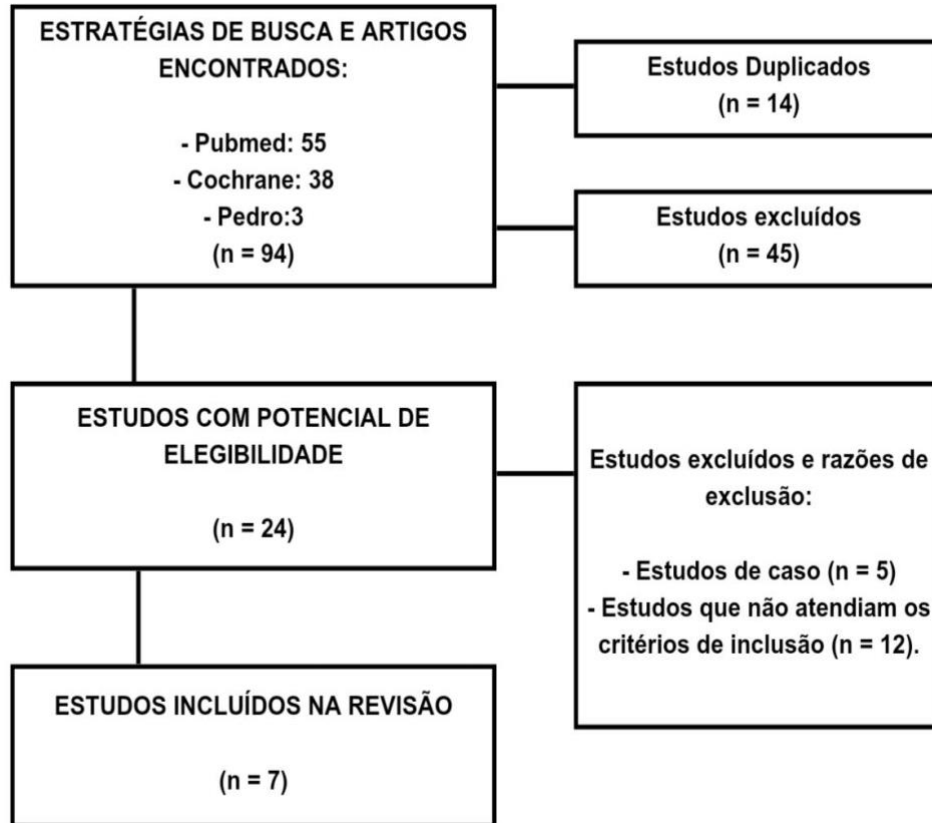 ESTRATÉGIAS DE BUSCA E ARTIGOS
ENCONTRADOS:
- Pubmed: 55
- Cochrane: 38
- Pedro:3
(n = 94)
Estudos Duplicados
(n = 14)
Estudos excluídos
(n = 45)
ESTUDOS COM POTENCIAL DE
ELEGIBILIDADE
(n = 24)
Estudos excluídos e razões de
exclusão:
- Estudos de caso (n = 5)
- Estudos que não atendiam os
critérios de inclusão (n = 12).
ESTUDOS INCLUÍDOS NA REVISÃO
(n = 7)